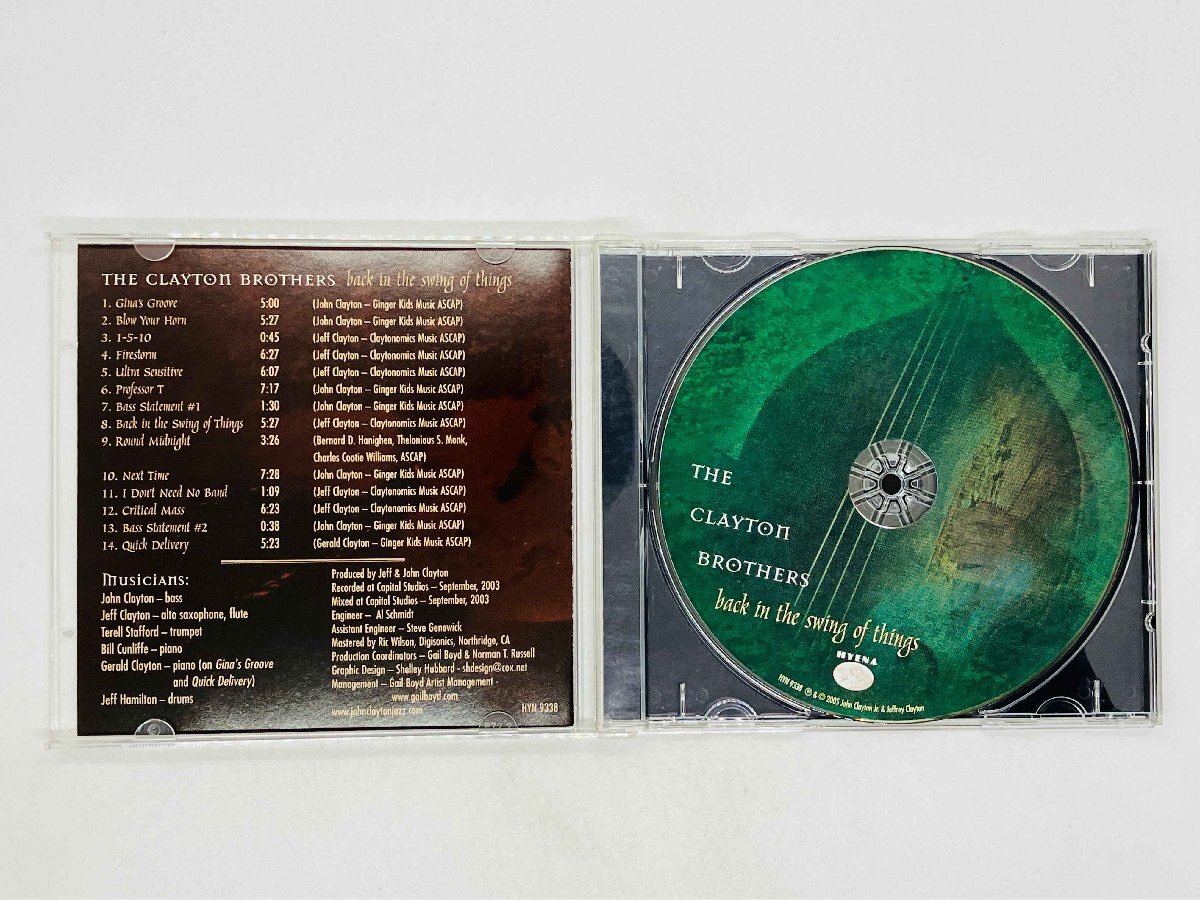 THE CLAYTON BROTHERS back in the swing of things
1. Gina's Groove 5:00 (John Clayton – Ginger Kids Music ASCAP)
2. Blow Your Horn 5:27 (John Clayton – Ginger Kids Music ASCAP)
3. 1-5-10 0:45 (Jeff Clayton – Claytonomics Music ASCAP)
4. Firestorm 6:27 (Jeff Clayton – Claytonomics Music ASCAP)
5. Ultra Sensitive 6:07 (Jeff Clayton – Claytonomics Music ASCAP)
6. Professor T 7:17 (John Clayton – Ginger Kids Music ASCAP)
7. Bass Statement #1 1:30 (John Clayton – Ginger Kids Music ASCAP)
8. Back in the Swing of Things 5:27 (Jeff Clayton – Claytonomics Music ASCAP)
9. Round Midnight 3:26 (Bernard D. Hanighen, Thelonious S. Monk,
Charles Cootie Williams, ASCAP)
10. Next Time 7:28 (John Clayton – Ginger Kids Music ASCAP)
11. I Don't Need No Band 1:09 (Jeff Clayton – Claytonomics Music ASCAP)
12. Critical Mass 6:23 (Jeff Clayton – Claytonomics Music ASCAP)
13. Bass Statement #2 0:38 (John Clayton – Ginger Kids Music ASCAP)
14. Quick Delivery 5:23 (Gerald Clayton – Ginger Kids Music ASCAP)
Musicians:
John Clayton – bass
Jeff Clayton – alto saxophone, flute
Terell Stafford – trumpet
Bill Cunliffe – piano
Gerald Clayton – piano (on Gina's Groove
and Quick Delivery)
Jeff Hamilton – drums
Produced by Jeff & John Clayton
Recorded at Capital Studios – September, 2003
Mixed at Capital Studios – September, 2003
Engineer – Al Schmidt
Assistant Engineer – Steve Genewick
Mastered by Ric Wilson, Digisonics, Northridge, CA
Production Coordinators – Gail Boyd & Norman T. Russell
Graphic Design – Shelley Hubbard - shdesign@cox.net
Management – Gail Boyd Artist Management -
www.gailboyd.com
www.johnclaytonjazz.com
HYN 9338
THE
CLAYTON
BROTHERS
back in the swing of things
HYENA
HYN 9338 ℗ & © 2005 John Clayton Jr. & Jeffrey Clayton